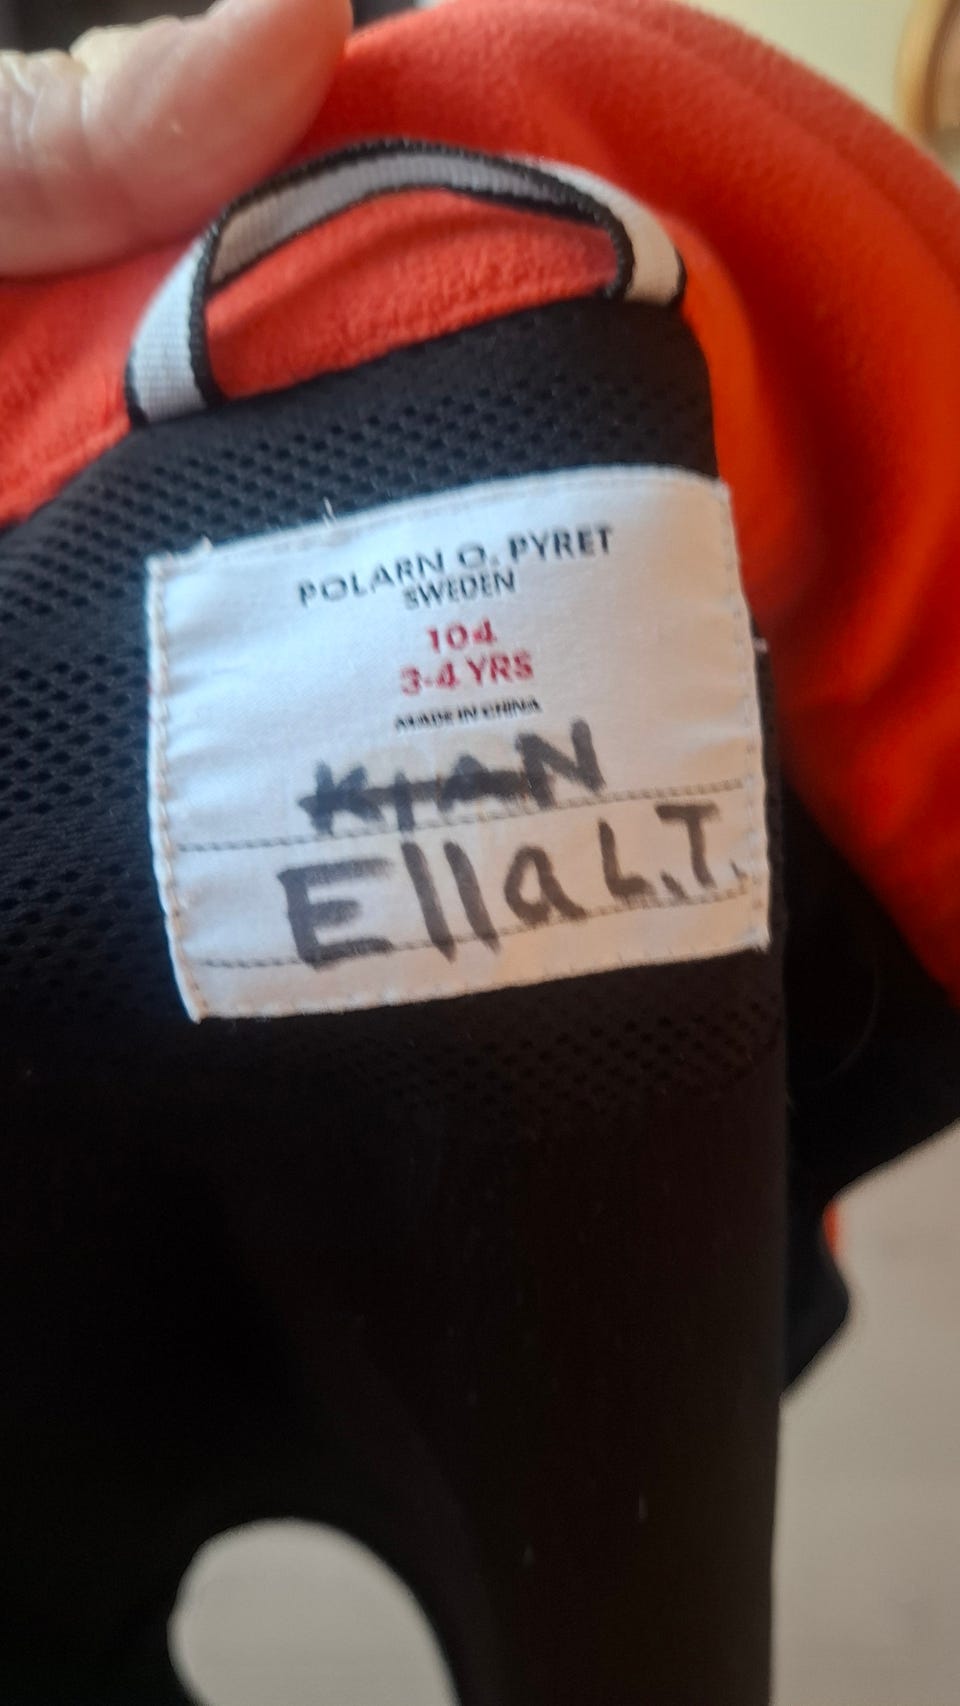 POLARN O. PYRET
SWEDEN
104
3-4 YRS
MADE IN CHINA
KIAN
Ella L.T.